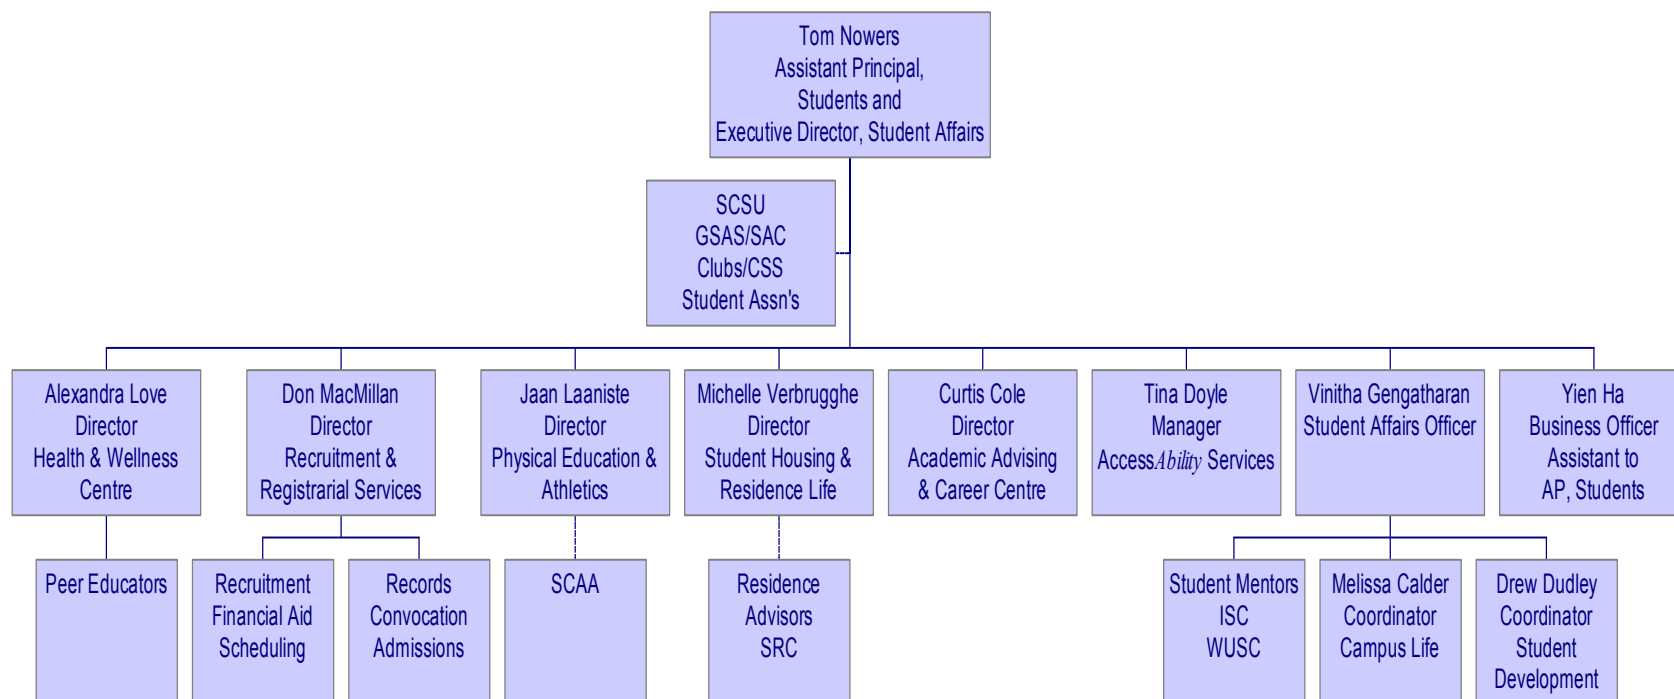 Tom Nowers
Assistant Principal,
Students and
Executive Director, Student Affairs
SCSU
GSAS/SAC
Clubs/CSS
Student Assn's
Alexandra Love
Director
Health & Wellness
Centre
Don MacMillan
Director
Recruitment &
Registrarial Services
Jaan Laaniste
Director
Physical Education &
Athletics
Michelle Verbrugghe
Director
Student Housing &
Residence Life
Curtis Cole
Director
Academic Advising
& Career Centre
Tina Doyle
Manager
AccessAbility Services
Vinitha Gengatharan
Student Affairs Officer
Yien Ha
Business Officer
Assistant to
AP, Students
Peer Educators
Recruitment
Financial Aid
Scheduling
Records
Convocation
Admissions
SCAA
Residence
Advisors
SRC
Student Mentors
ISC
WUSC
Melissa Calder
Coordinator
Campus Life
Drew Dudley
Coordinator
Student
Development